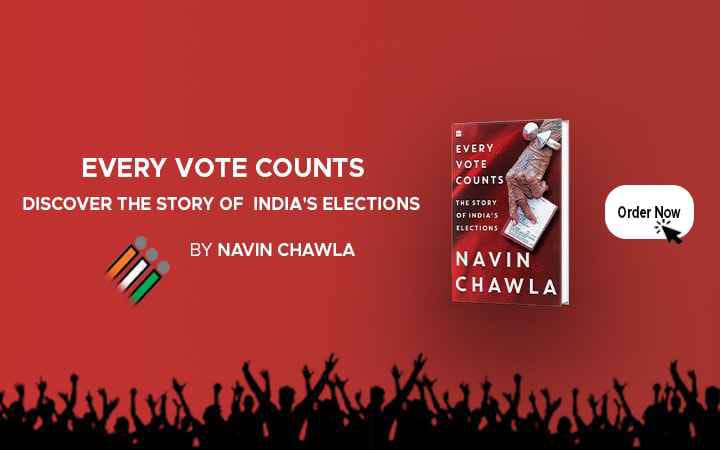 EVERY VOTE COUNTS
DISCOVER THE STORY OF INDIA'S ELECTIONS
BY NAVIN CHAWLA
EVERY
VOTE
COUNTS
THE STORY
OF INDIA'S
ELECTIONS
NAVIN
CHAWLA
Order Now